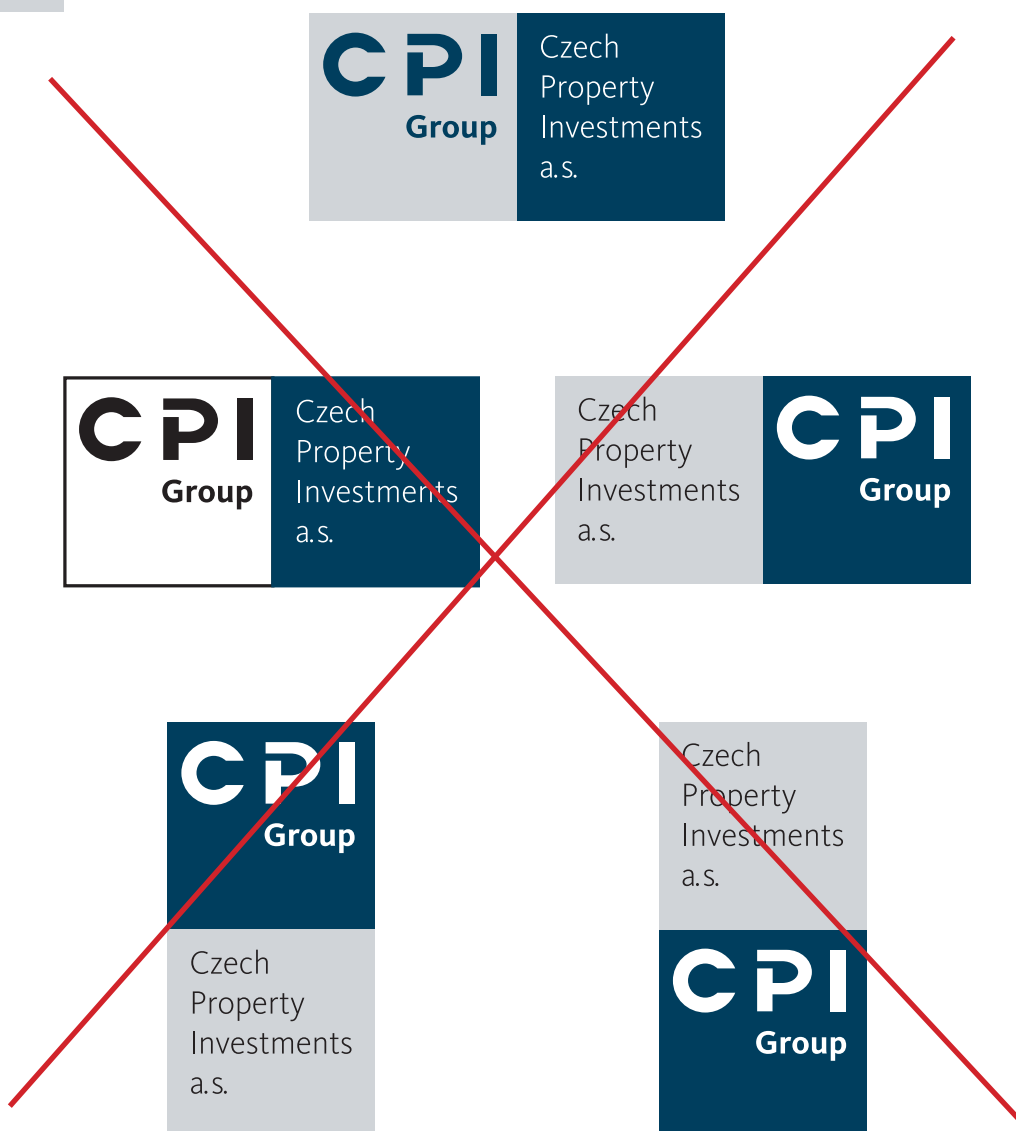 CPI
Group
Czech
Property
Investments
a.s.
CPI
Group
Czech
Property
Investments
a.s.
Czech
Property
Investments
a.s.
CPI
Group
CPI
Group
Czech
Property
Investments
a.s.
Czech
Property
Investments
a.s.
CPI
Group